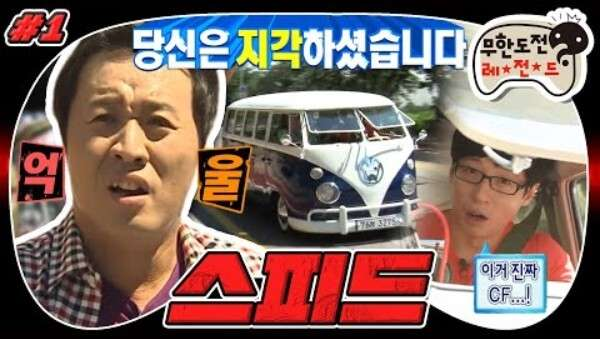 #1
당신은 지각하셨습니다
무한도전
레★전★드
억울
이거 진짜
CF...!
스피드